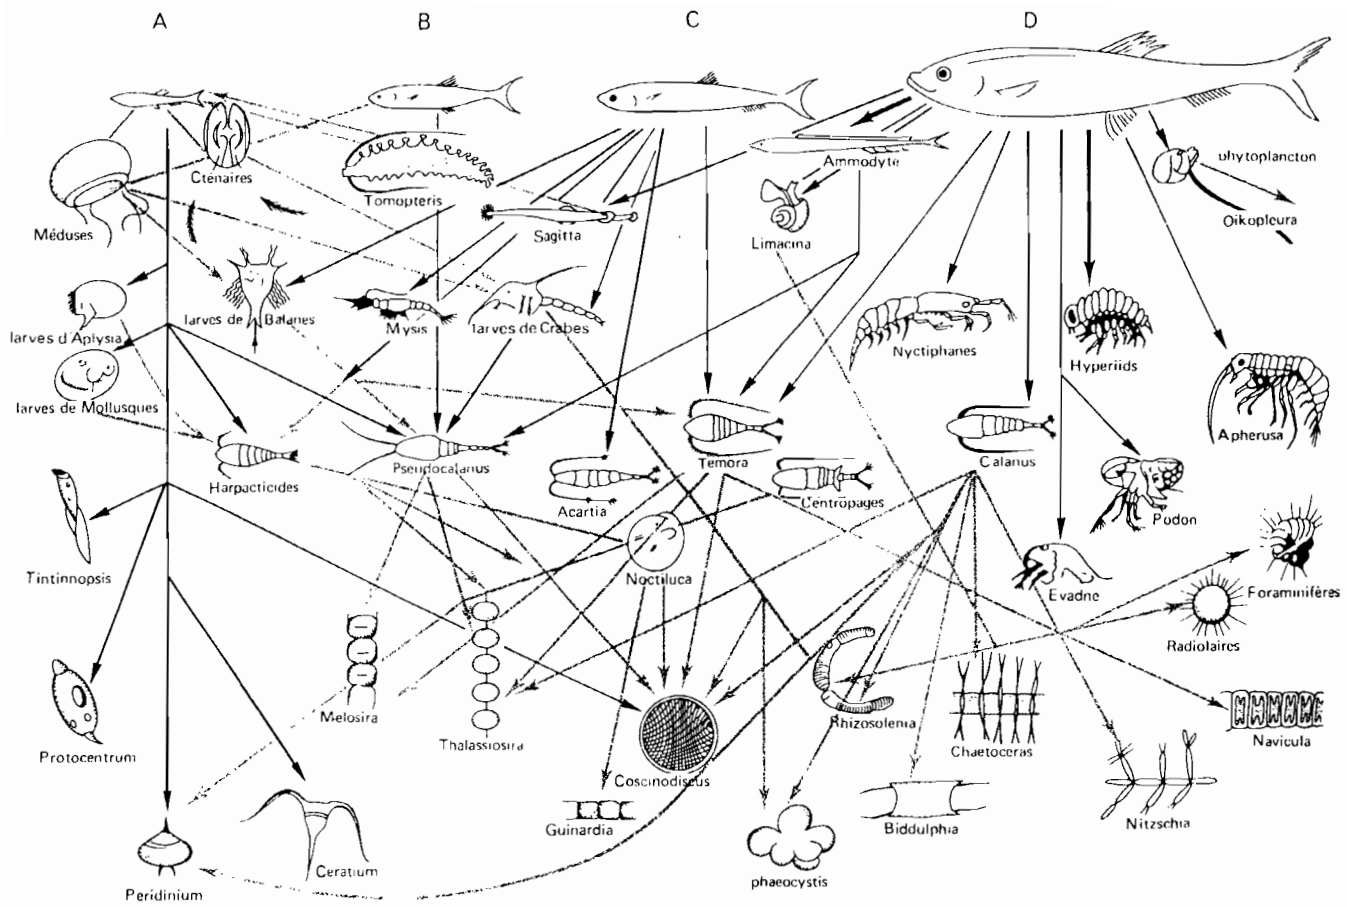 A B C D
Cténaires
Tomopteris
Ammodyte
phytoplancton
Oikopleura
Méduses
Sagitta
Limacina
larves d'Aplysia
larves de Balanes
Mysis
larves de Crabes
Nyctiphanes
Hyperiids
larves de Mollusques
Apherusa
Harpacticides
Pseudocalanus
Temora
Calanus
Acartia
Centropages
Podon
Tintinnopsis
Noctiluca
Evadne
Foraminifères
Radiolaires
Melosira
Thalassiosira
Rhizosolenia
Chaetoceras
Navicula
Protocentrum
Coscinodiscus
Guinardia
Biddulphia
Nitzschia
Ceratium
Peridinium
phaeocystis